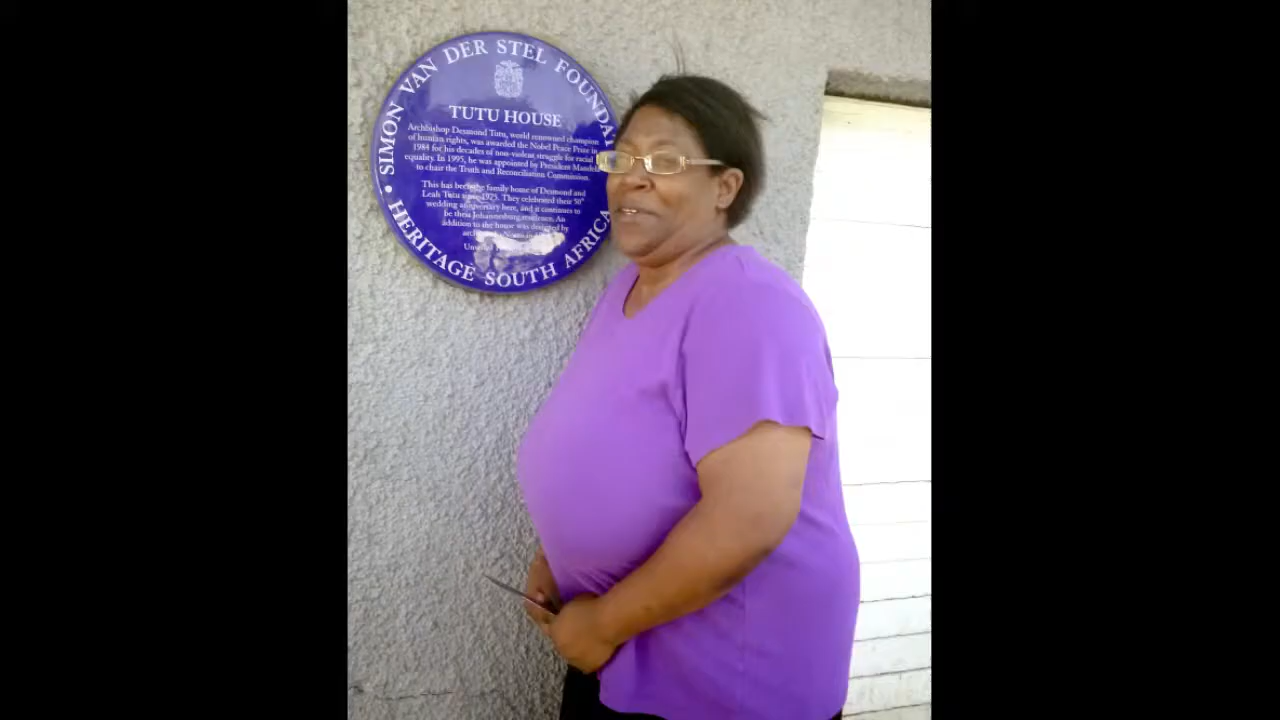 • SIMON VAN DER STEL FOUNDAT
TUTU HOUSE
Archbishop Desmond Tutu, world renowned champion
of human rights, was awarded the Nobel Peace Prize in
1984 for his decades of non-violent struggle for racial
equality. In 1995, he was appointed by President Mandela
to chair the Truth and Reconciliation Commission.
This has been the family home of Desmond and
Leah Tutu since 1975. They celebrated their 50th
wedding anniversary here, and it continues to
be their Johannesburg residence. An
addition to the house was designed by
HERITAGE SOUTH AFRICA